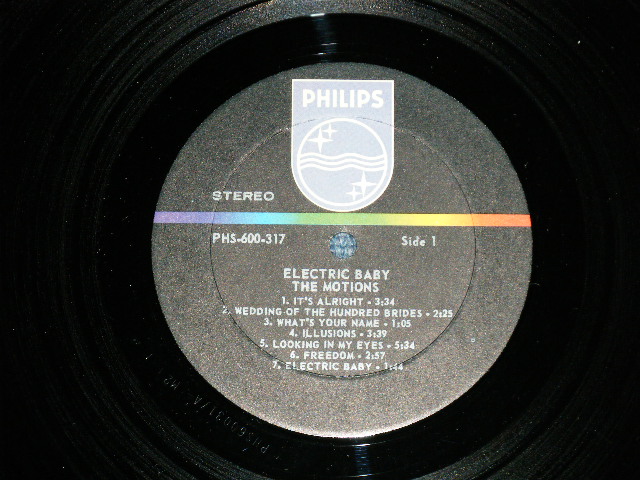 PHILIPS
STEREO
PHS-600-317 Side 1
ELECTRIC BABY
THE MOTIONS
1. IT'S ALRIGHT • 3:34
2. WEDDING OF THE HUNDRED BRIDES • 2:25
3. WHAT'S YOUR NAME • 1:05
4. ILLUSIONS • 3:39
5. LOOKING IN MY EYES • 5:34
6. FREEDOM • 2:57
7. ELECTRIC BABY • 1:44